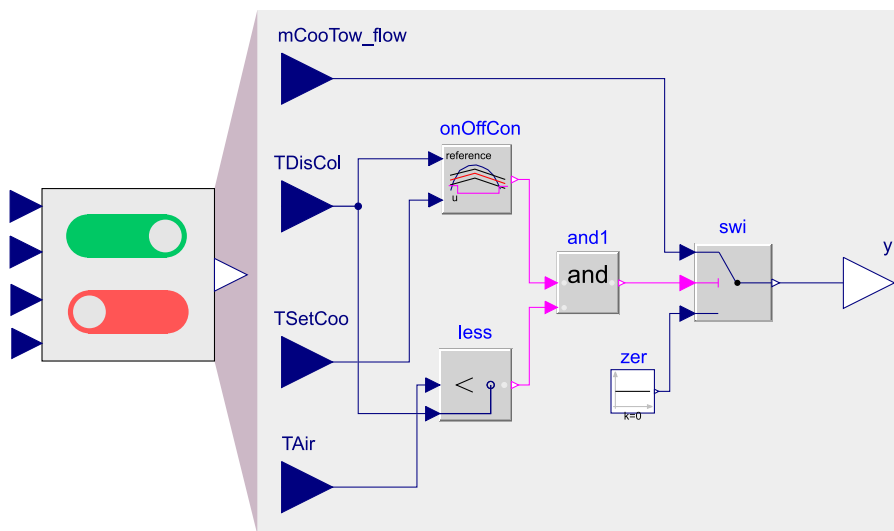 mCooTow_flow
onOffCon
reference
u
TDisCol
and1
and
swi
y
TSetCoo
less
<
zer
k=0
TAir